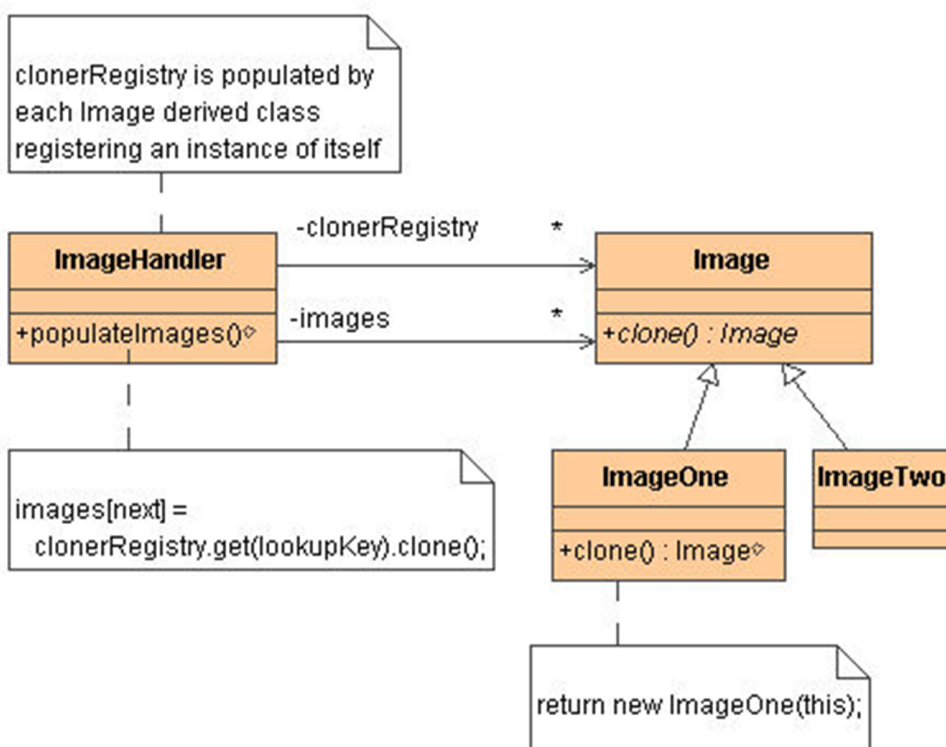 clonerRegistry is populated by
each Image derived class
registering an instance of itself
-clonerRegistry *
ImageHandler
Image
-images *
+populateImages()
+clone() : Image
images[next] =
clonerRegistry.get(lookupKey).clone();
ImageOne
ImageTwo
+clone() : Image
return new ImageOne(this);